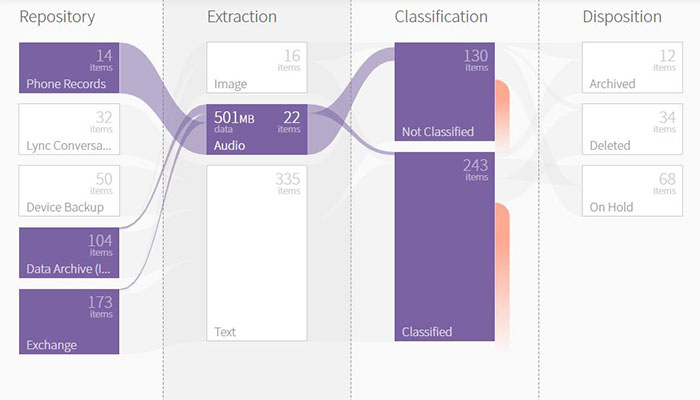 Repository
Extraction
Classification
Disposition
14
items
Phone Records
32
items
Lync Conversa...
50
items
Device Backup
104
items
Data Archive (I...
173
items
Exchange
16
items
Image
501MB
data
22
items
Audio
335
items
Text
130
items
Not Classified
243
items
Classified
12
items
Archived
34
items
Deleted
68
items
On Hold